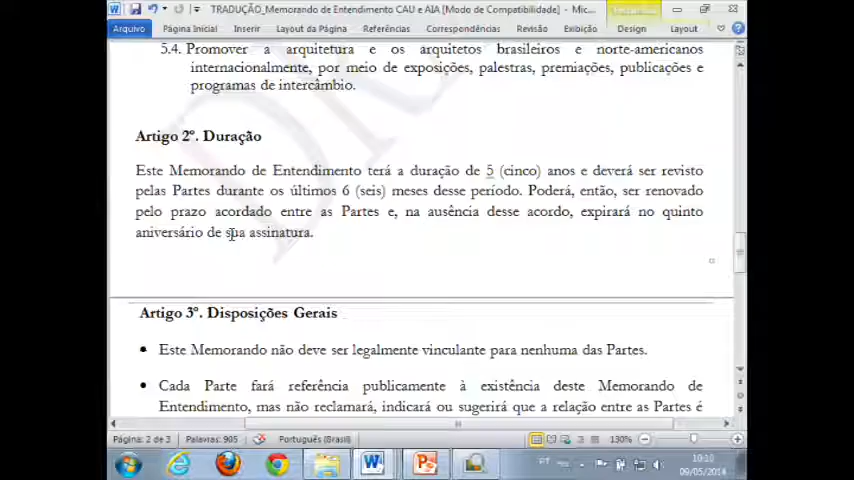 TRADUÇÃO_Memorando de Entendimento CAU e AIA [Modo de Compatibilidade] - Mic...
Arquivo Página Inicial Inserir Layout da Página Referências Correspondências Revisão Exibição Design Layout
5.4. Promover a arquitetura e os arquitetos brasileiros e norte-americanos
internacionalmente, por meio de exposições, palestras, premiações, publicações e
programas de intercâmbio.
Artigo 2º. Duração
Este Memorando de Entendimento terá a duração de 5 (cinco) anos e deverá ser revisto
pelas Partes durante os últimos 6 (seis) meses desse período. Poderá, então, ser renovado
pelo prazo acordado entre as Partes e, na ausência desse acordo, expirará no quinto
aniversário de sua assinatura.
Artigo 3º. Disposições Gerais
• Este Memorando não deve ser legalmente vinculante para nenhuma das Partes.
• Cada Parte fará referência publicamente à existência deste Memorando de
Entendimento, mas não reclamará, indicará ou sugerirá que a relação entre as Partes é
Página: 2 de 3 Palavras: 905 Português (Brasil) 130%
PT 10:10
09/05/2014